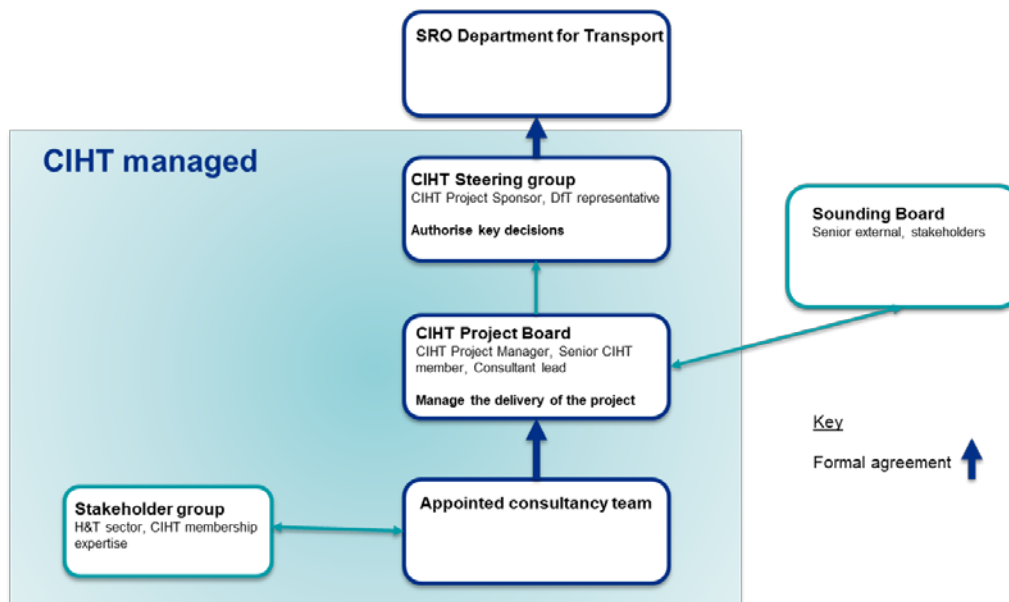 SRO Department for Transport
CIHT managed
CIHT Steering group
CIHT Project Sponsor, DfT representative
Authorise key decisions
Sounding Board
Senior external, stakeholders
CIHT Project Board
CIHT Project Manager, Senior CIHT
member, Consultant lead
Manage the delivery of the project
Key
Formal agreement
Appointed consultancy team
Stakeholder group
H&T sector, CIHT membership
expertise